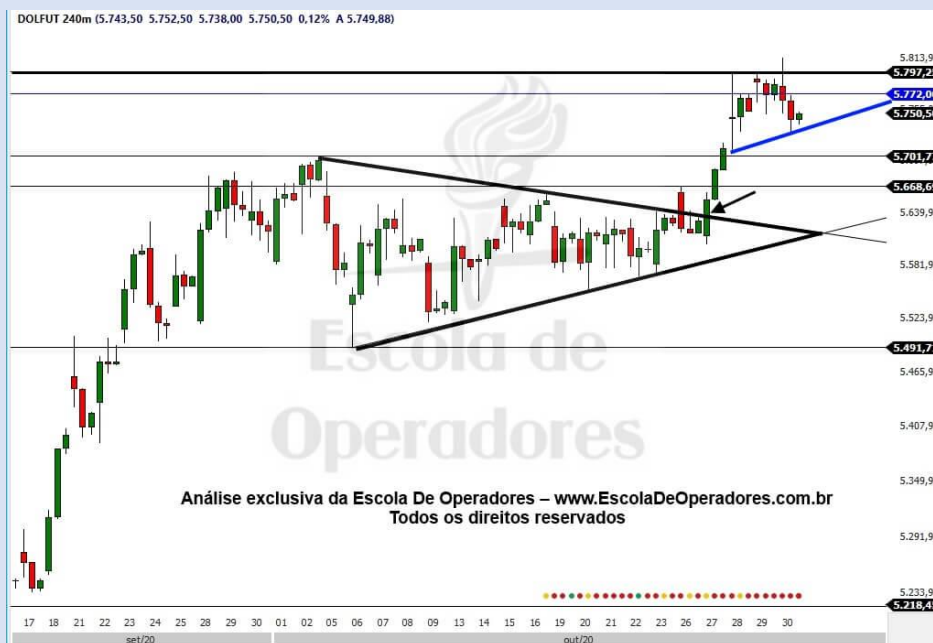 DOLFUT 240m (5.743,50 5.752,50 5.738,00 5.750,50 0,12% A 5.749,88)
5.813,9
5.797,2
5.772,0
5.750,5
5.701,7
5.668,6
5.639,9
5.581,9
5.523,9
5.491,7
5.465,9
5.407,9
5.349,9
5.291,9
5.233,9
5.218,4
Escola de
Operadores
Análise exclusiva da Escola De Operadores – www.EscolaDeOperadores.com.br
Todos os direitos reservados
17 18 21 22 23 24 25 28 29 30 01 02 05 06 07 08 09 13 14 15 16 19 20 21 22 23 26 27 28 29 30
set/20 out/20